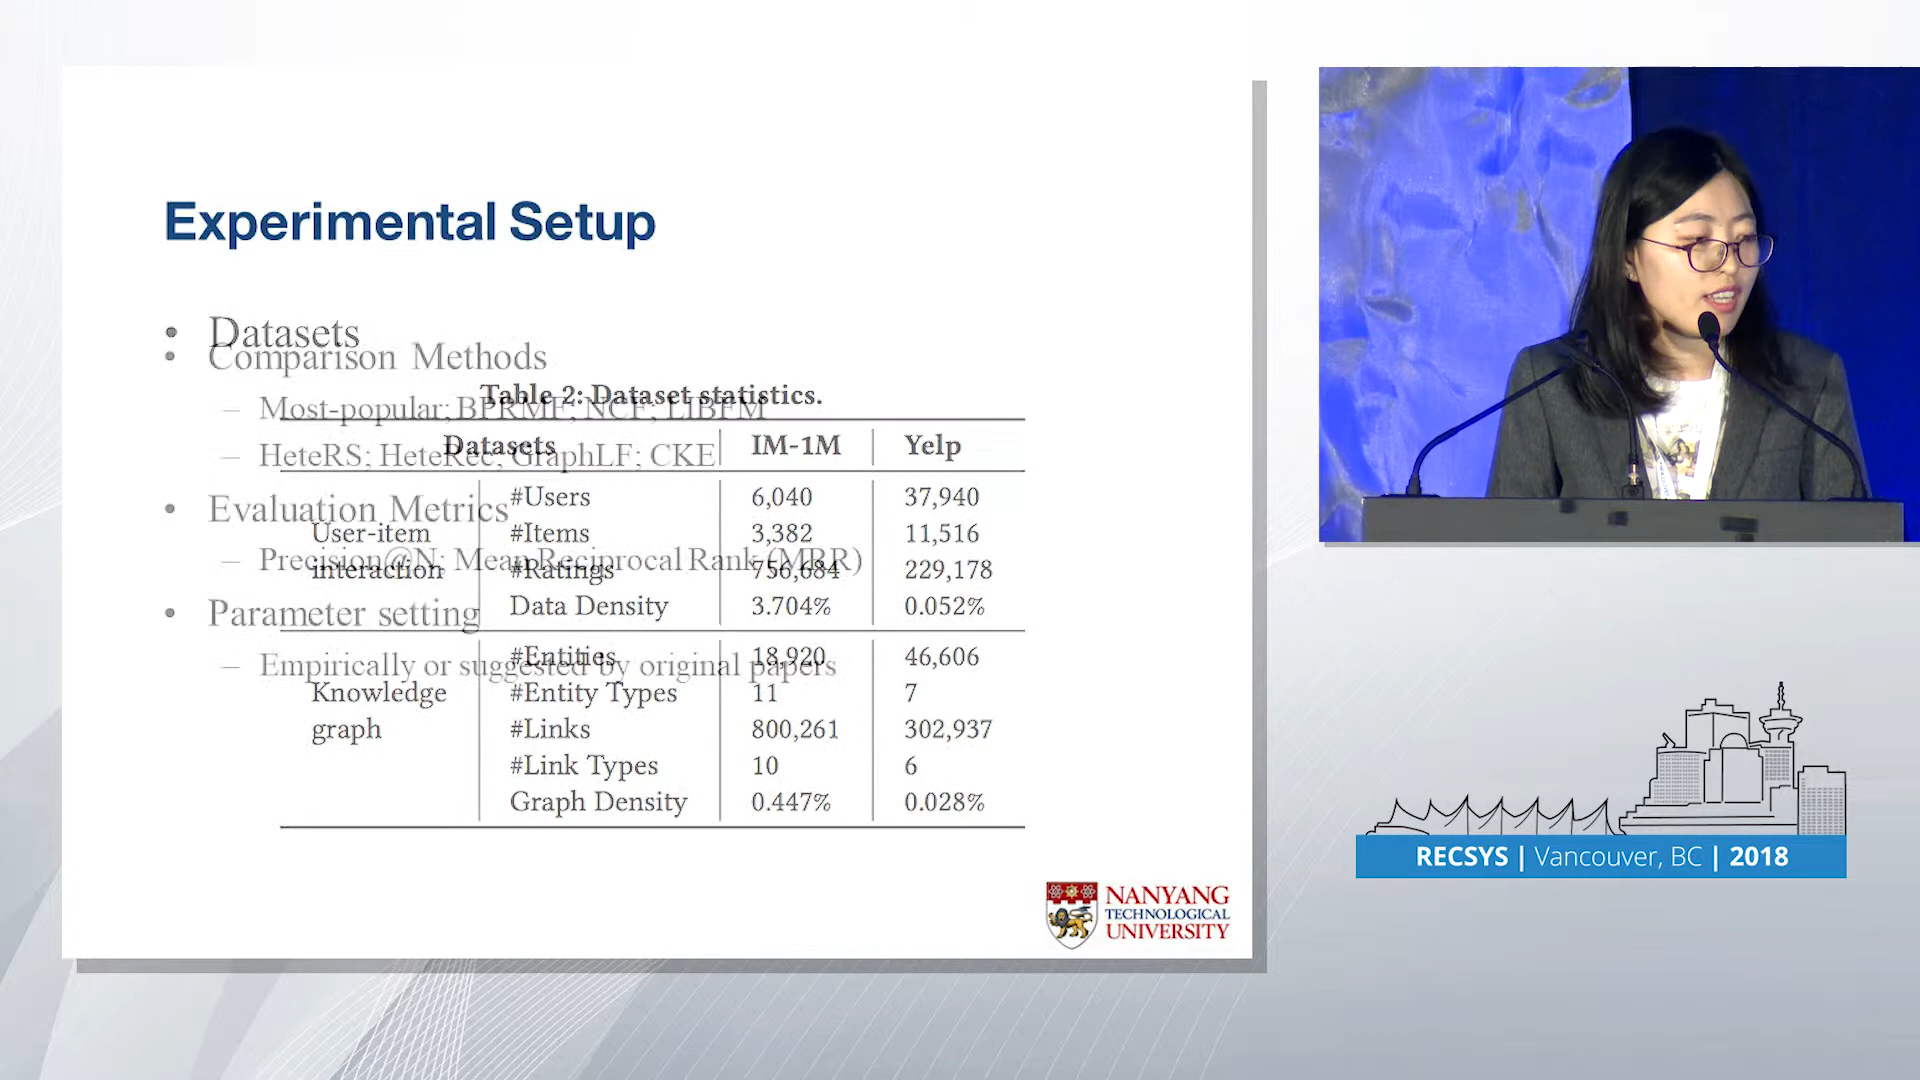 Experimental Setup
• Datasets
• Comparison Methods
– Most-popular; BPRMF; NCF; LIBFM
– HeteRS; HeteRec; GraphLF; CKE
• Evaluation Metrics
– Precision@N; Mean Reciprocal Rank (MRR)
• Parameter setting
– Empirically or suggested by original papers
Table 2: Dataset statistics.
Datasets IM-1M Yelp
User-item interaction
#Users 6,040 37,940
#Items 3,382 11,516
#Ratings 756,684 229,178
Data Density 3.704% 0.052%
Knowledge graph
#Entities 18,920 46,606
#Entity Types 11 7
#Links 800,261 302,937
#Link Types 10 6
Graph Density 0.447% 0.028%
NANYANG
TECHNOLOGICAL
UNIVERSITY
RECSYS | Vancouver, BC | 2018